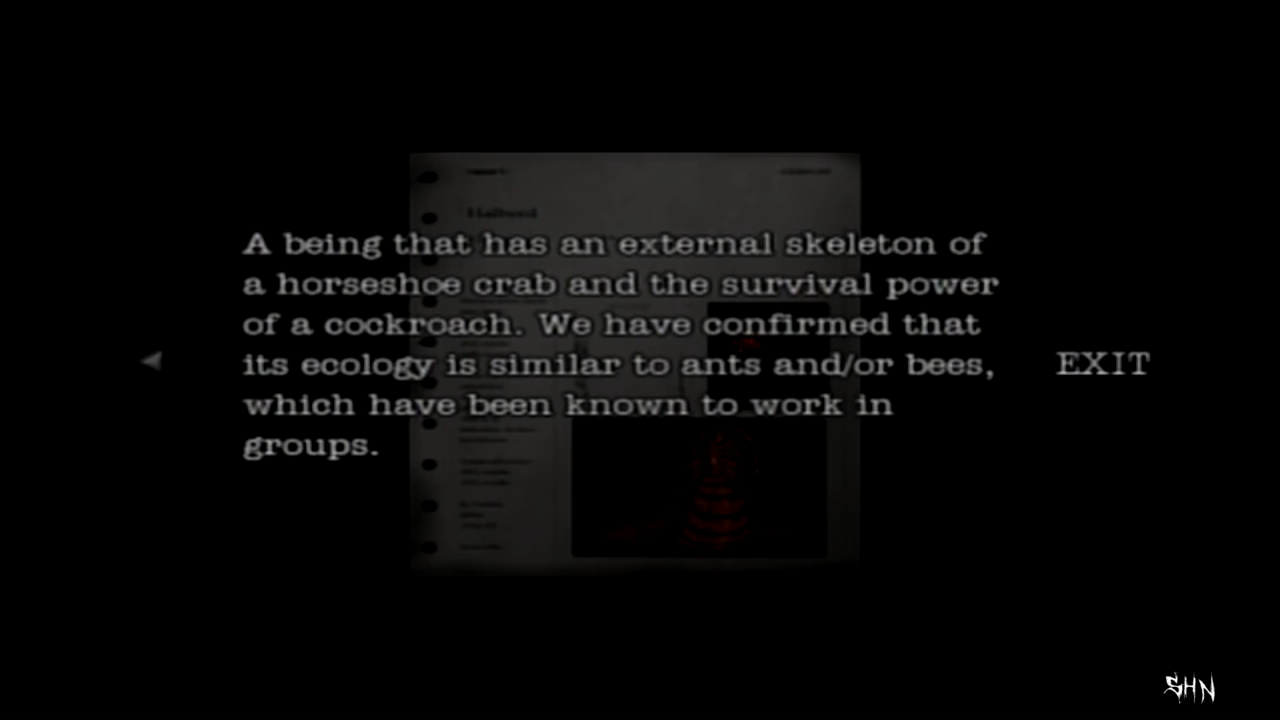 A being that has an external skeleton of
a horseshoe crab and the survival power
of a cockroach. We have confirmed that
its ecology is similar to ants and/or bees,
which have been known to work in
groups.
EXIT
SHN